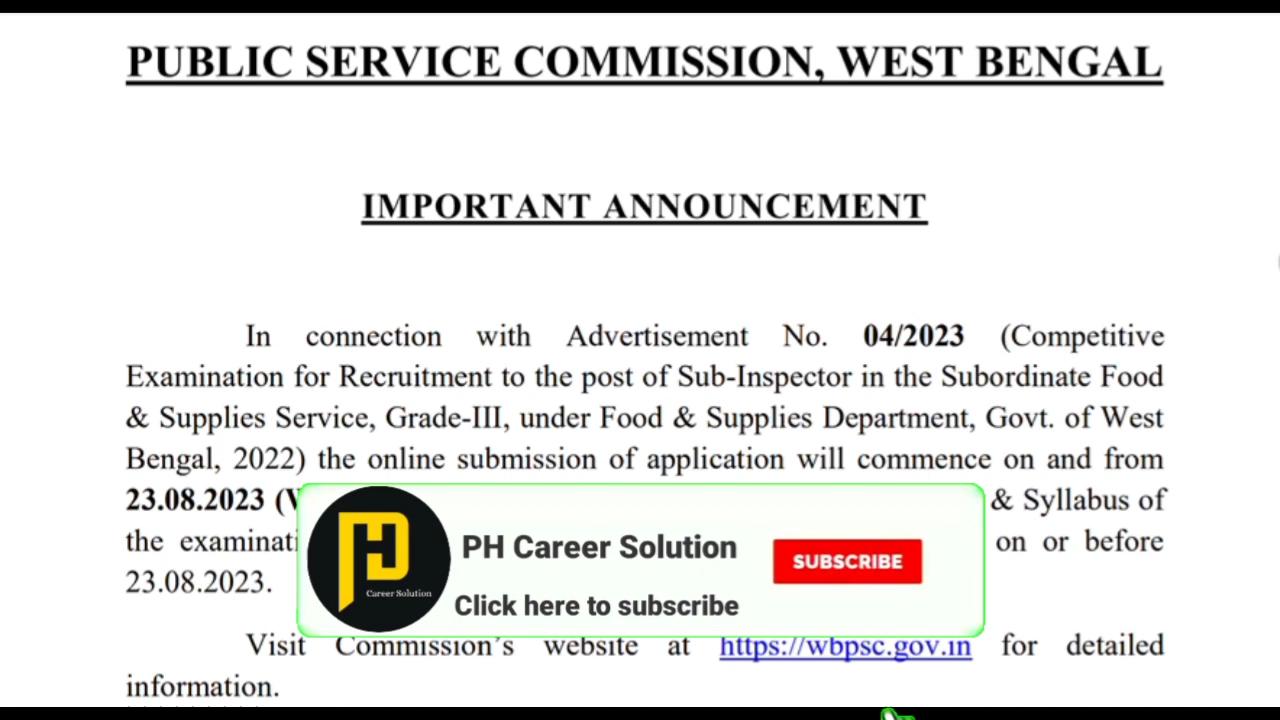 PUBLIC SERVICE COMMISSION, WEST BENGAL
IMPORTANT ANNOUNCEMENT
In connection with Advertisement No. 04/2023 (Competitive
Examination for Recruitment to the post of Sub-Inspector in the Subordinate Food
& Supplies Service, Grade-III, under Food & Supplies Department, Govt. of West
Bengal, 2022) the online submission of application will commence on and from
23.08.2023 & Syllabus of
the on or before
23.08.2023.
PH Career Solution
SUBSCRIBE
Career Solution
Click here to subscribe
Visit Commission's website at https://wbpsc.gov.in for detailed
information.